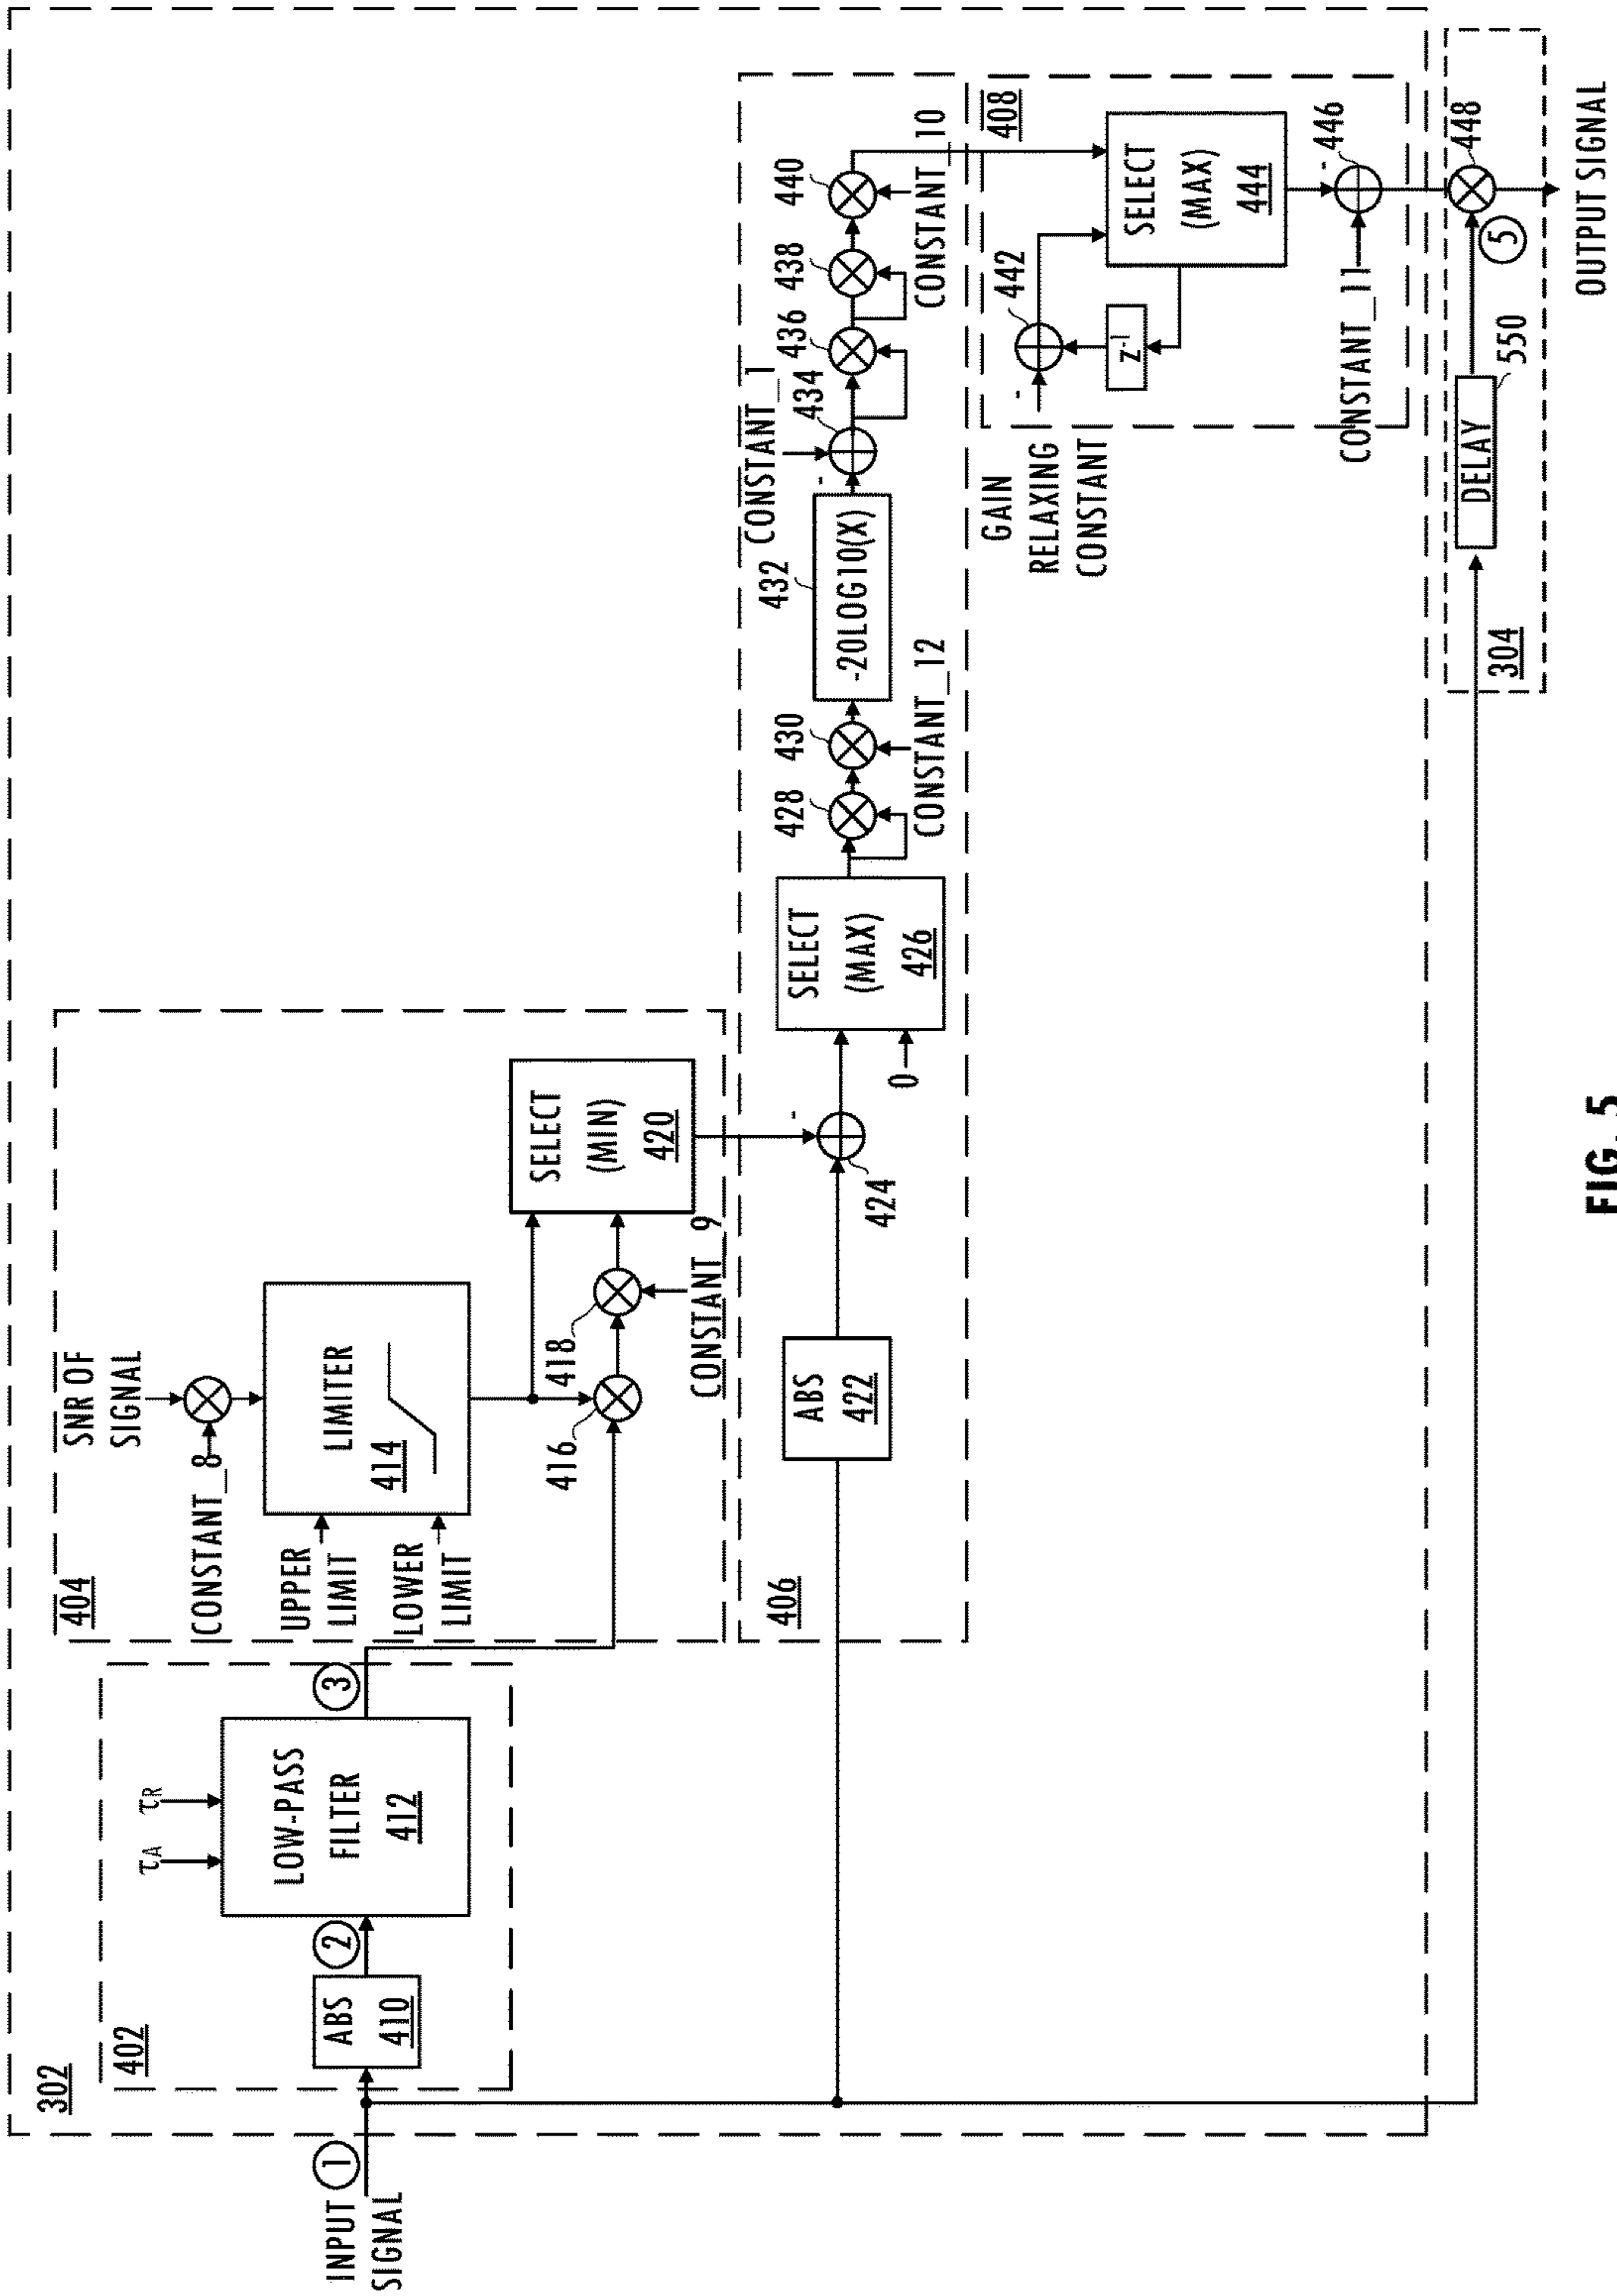 302
402
404
SNR OF
SIGNAL
CONSTANT_8
UPPER
LIMIT
LOWER
LIMIT
LIMITER
414
416
418
CONSTANT_9
SELECT
(MIN)
420
INPUT
SIGNAL
1
ABS
410
2
τA
τR
LOW-PASS
FILTER
412
3
406
ABS
422
424
-
0
SELECT
(MAX)
426
428
430
CONSTANT_12
432
-20LOG10(X)
-
CONSTANT_1
434
436
438
440
CONSTANT_10
408
GAIN
RELAXING
CONSTANT
-
442
Z-1
SELECT
(MAX)
444
-
446
CONSTANT_11
304
DELAY
550
5
448
OUTPUT SIGNAL
FIG. 5